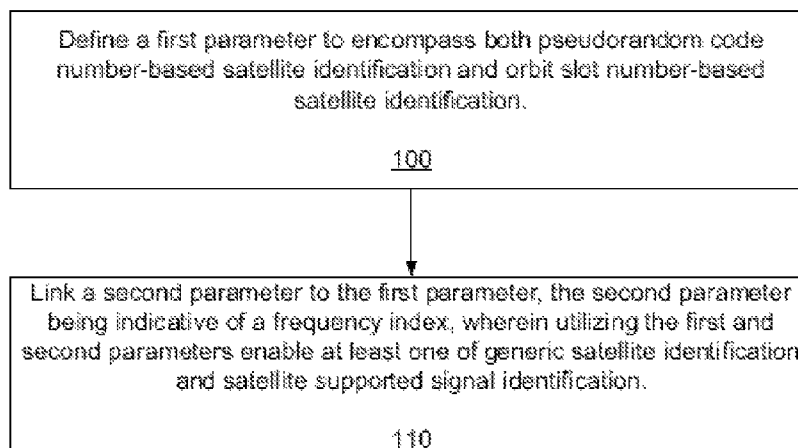 Define a first parameter to encompass both pseudorandom code
number-based satellite identification and orbit slot number-based
satellite identification.
100
Link a second parameter to the first parameter, the second parameter
being indicative of a frequency index, wherein utilizing the first and
second parameters enable at least one of generic satellite identification
and satellite supported signal identification.
110